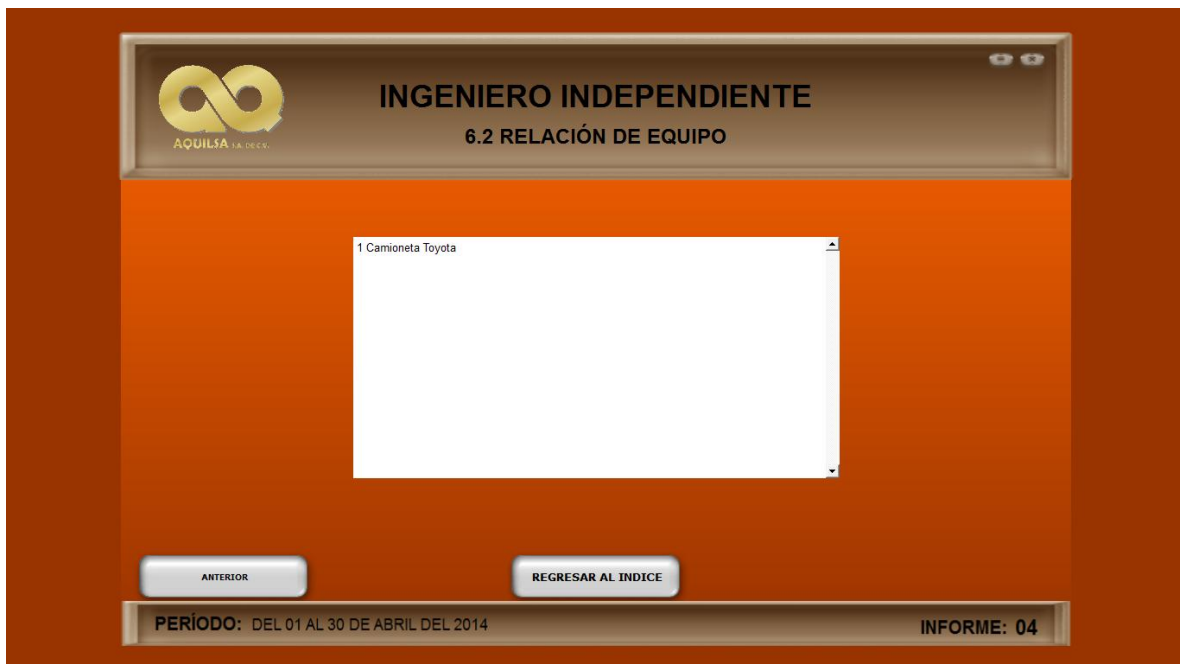 INGENIERO INDEPENDIENTE
6.2 RELACIÓN DE EQUIPO
AQUILSA S.A. DE C.V.
1 Camioneta Toyota
ANTERIOR
REGRESAR AL INDICE
PERÍODO: DEL 01 AL 30 DE ABRIL DEL 2014
INFORME: 04